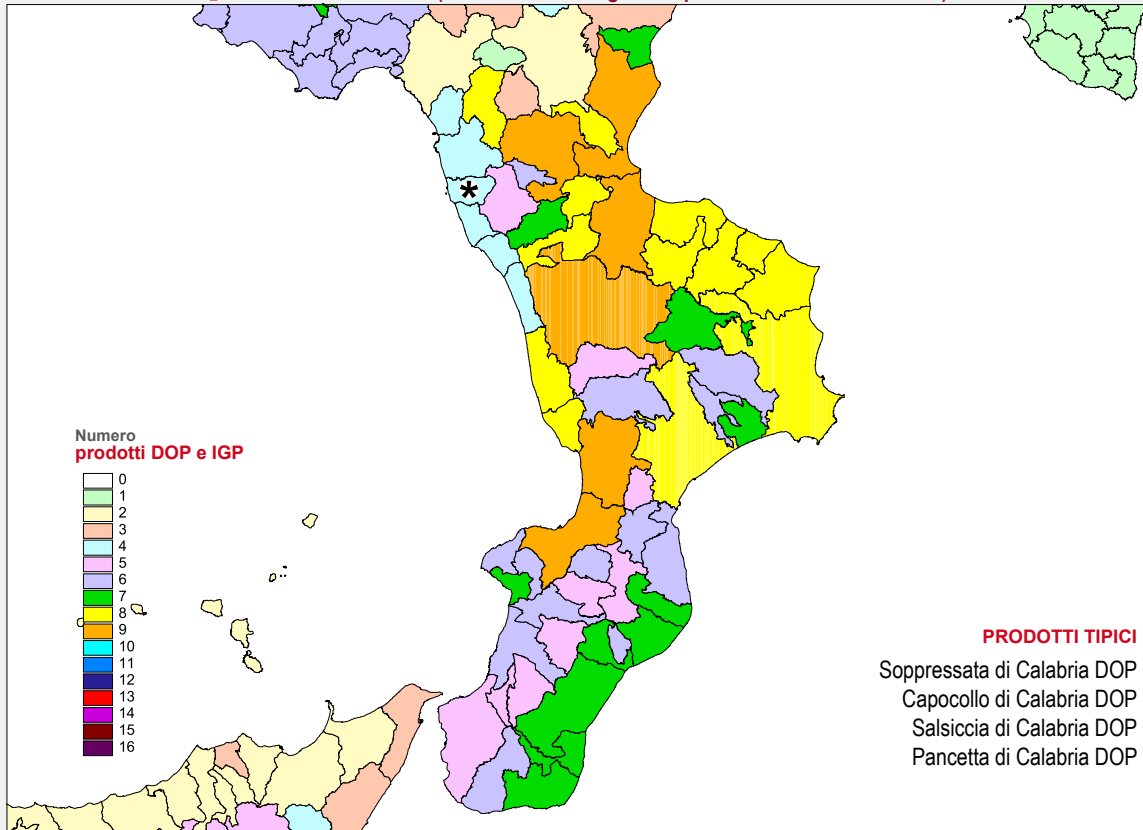 Numero
prodotti DOP e IGP
0
1
2
3
4
5
6
7
8
9
10
11
12
13
14
15
16
*
PRODOTTI TIPICI
Soppressata di Calabria DOP
Capocollo di Calabria DOP
Salsiccia di Calabria DOP
Pancetta di Calabria DOP